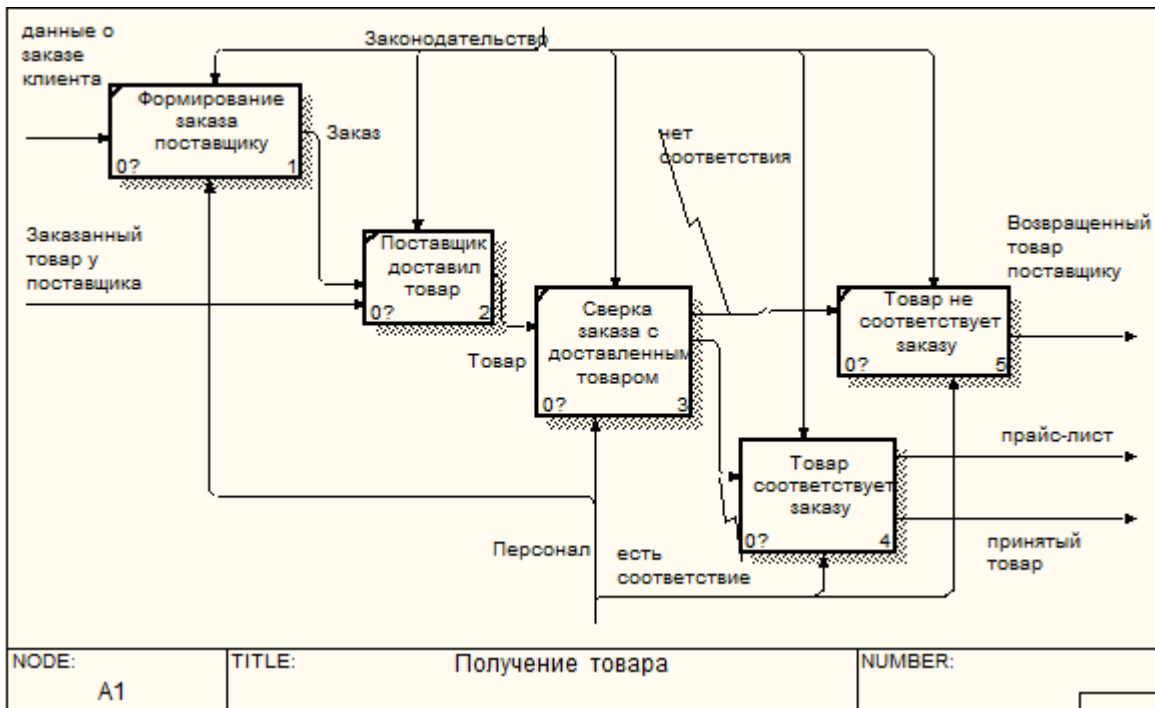 данные о
заказе
клиента
Законодательство
Формирование
заказа
поставщику
0?
1
Заказ
нет
соответствия
Заказанный
товар у
поставщика
Поставщик
доставил
товар
0?
2
Возвращенный
товар
поставщику
Товар
Сверка
заказа с
доставленным
товаром
0?
3
Товар не
соответствует
заказу
0?
5
Товар
соответствует
заказу
0?
4
прайс-лист
принятый
товар
Персонал
есть
соответствие
NODE:
A1
TITLE:
Получение товара
NUMBER: